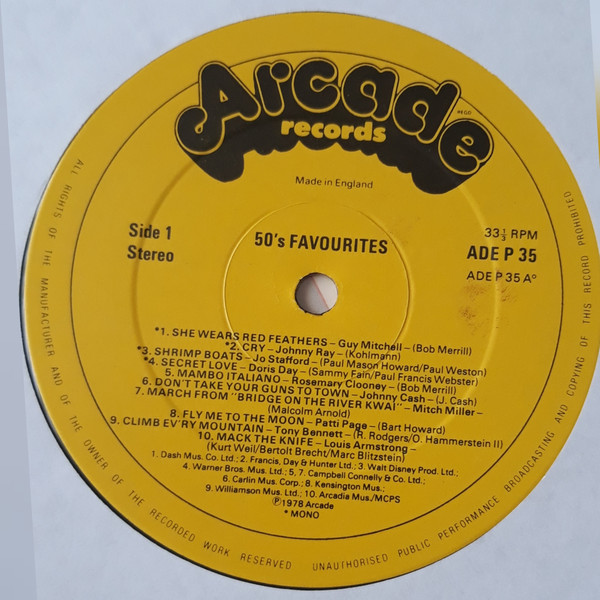 Arcade
records
Made in England
Side 1
Stereo
50's FAVOURITES
33⅓ RPM
ADE P 35
ADE P 35 A°
*1. SHE WEARS RED FEATHERS – Guy Mitchell – (Bob Merrill)
*2. CRY – Johnny Ray – (Kohlmann)
*3. SHRIMP BOATS – Jo Stafford – (Paul Mason Howard/Paul Weston)
*4. SECRET LOVE – Doris Day – (Sammy Fain/Paul Francis Webster)
5. MAMBO ITALIANO – Rosemary Clooney – (Bob Merrill)
6. DON'T TAKE YOUR GUNS TO TOWN – Johnny Cash – (J. Cash)
7. MARCH FROM "BRIDGE ON THE RIVER KWAI" – Mitch Miller –
(Malcolm Arnold)
8. FLY ME TO THE MOON – Patti Page – (Bart Howard)
9. CLIMB EV'RY MOUNTAIN – Tony Bennett – (R. Rodgers/O. Hammerstein II)
10. MACK THE KNIFE – Louis Armstrong –
(Kurt Weil/Bertolt Brecht/Marc Blitzstein)
1. Dash Mus. Co Ltd.; 2. Francis, Day & Hunter Ltd.; 3. Walt Disney Prod. Ltd.;
4. Warner Bros. Mus. Ltd.; 5, 7. Campbell Connelly & Co. Ltd.;
6. Carlin Mus. Corp.; 8. Kensington Mus.;
9. Williamson Mus. Ltd.; 10. Arcadia Mus./MCPS
℗ 1978 Arcade
* MONO
ALL RIGHTS OF THE MANUFACTURER AND OF THE OWNER OF THE RECORDED WORK RESERVED UNAUTHORISED PUBLIC PERFORMANCE BROADCASTING AND COPYING OF THIS RECORD PROHIBITED